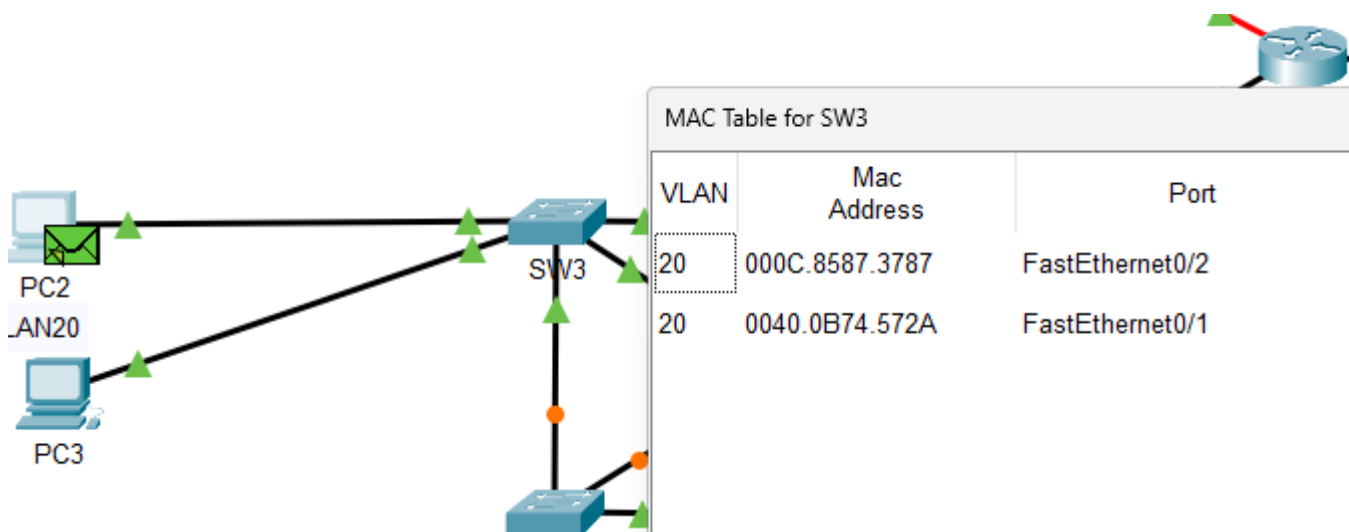 MAC Table for SW3
VLAN Mac Address Port
20 000C.8587.3787 FastEthernet0/2
20 0040.0B74.572A FastEthernet0/1
SW3
PC2
LAN20
PC3